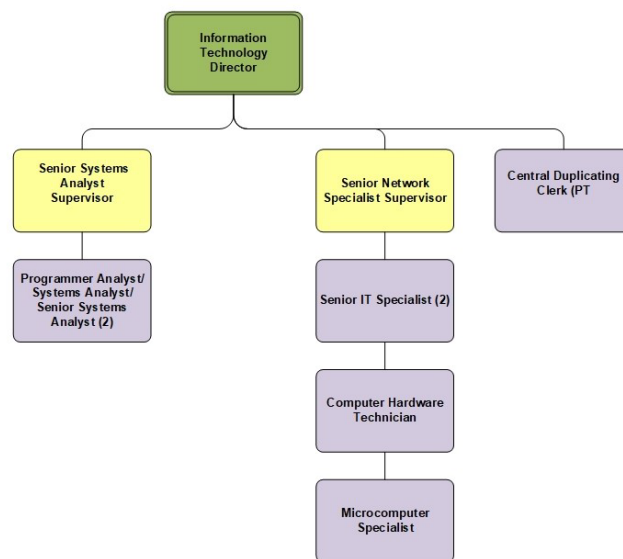 Information
Technology
Director
Senior Systems
Analyst
Supervisor
Senior Network
Specialist Supervisor
Central Duplicating
Clerk (PT
Programmer Analyst/
Systems Analyst/
Senior Systems
Analyst (2)
Senior IT Specialist (2)
Computer Hardware
Technician
Microcomputer
Specialist